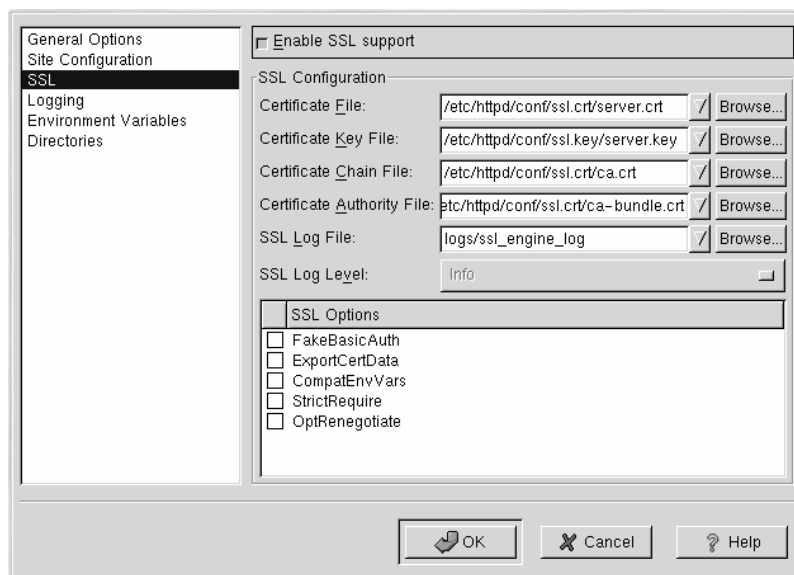 General Options
Site Configuration
SSL
Logging
Environment Variables
Directories
Enable SSL support
SSL Configuration
Certificate File: /etc/httpd/conf/ssl.crt/server.crt Browse...
Certificate Key File: /etc/httpd/conf/ssl.key/server.key Browse...
Certificate Chain File: /etc/httpd/conf/ssl.crt/ca.crt Browse...
Certificate Authority File: etc/httpd/conf/ssl.crt/ca-bundle.crt Browse...
SSL Log File: logs/ssl_engine_log Browse...
SSL Log Level: Info
SSL Options
FakeBasicAuth
ExportCertData
CompatEnvVars
StrictRequire
OptRenegotiate
OK Cancel Help